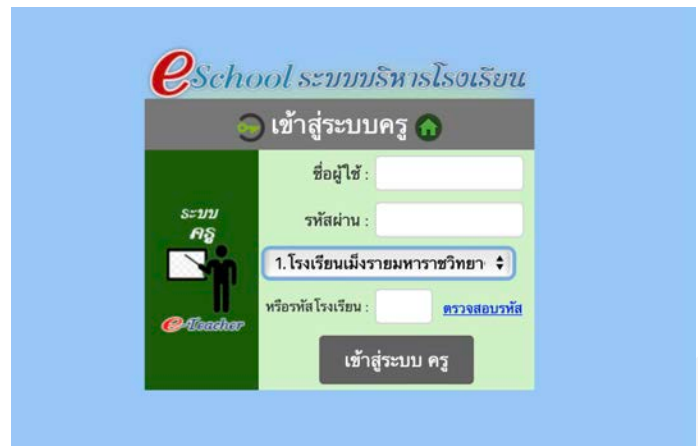 eSchool ระบบบริหารโรงเรียน
เข้าสู่ระบบครู
ชื่อผู้ใช้ :
รหัสผ่าน :
ระบบ
ครู
1.โรงเรียนเม็งรายมหาราชวิทยา
หรือรหัสโรงเรียน :
ตรวจสอบรหัส
e-Teacher
เข้าสู่ระบบ ครู